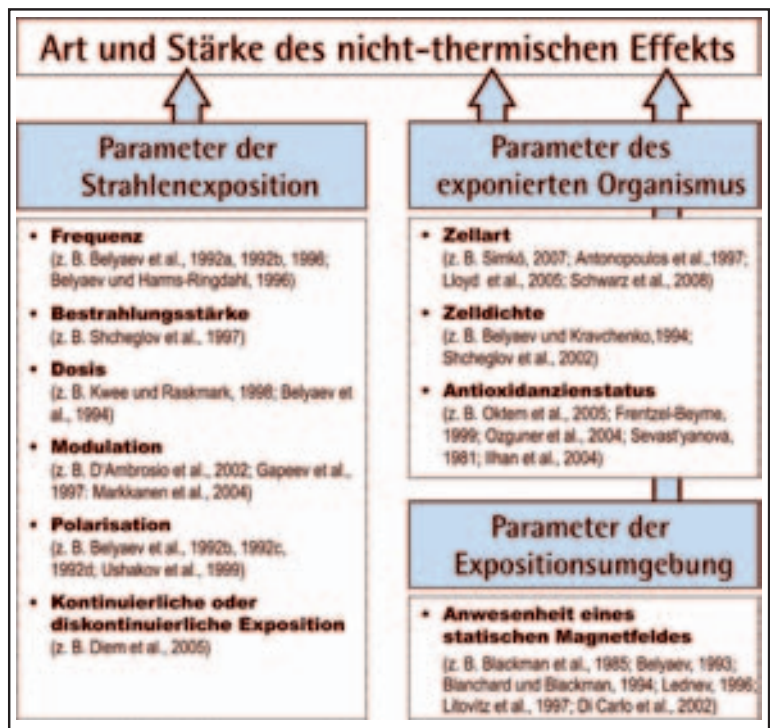 Art und Stärke des nicht-thermischen Effekts
Parameter der
Strahlenexposition
• Frequenz
(z. B. Belyaev et al., 1992a, 1992b, 1996;
Belyaev und Harms-Ringdahl, 1996)
• Bestrahlungsstärke
(z. B. Shcheglov et al., 1997)
• Dosis
(z. B. Kwee und Raskmark, 1998; Belyaev et
al., 1994)
• Modulation
(z. B. D'Ambrosio et al., 2002; Gapeev et al.,
1997; Markkanen et al., 2004)
• Polarisation
(z. B. Belyaev et al., 1992b, 1992c,
1992d, Ushakov et al., 1999)
• Kontinuierliche oder
diskontinuierliche Exposition
(z. B. Diem et al., 2005)
Parameter des
exponierten Organismus
• Zellart
(z. B. Simkó, 2007; Antonopoulos et al.,1997;
Lloyd et al., 2005; Schwarz et al., 2008)
• Zelldichte
(z. B. Belyaev und Kravchenko,1994;
Shcheglov et al., 2002)
• Antioxidanzienstatus
(z. B. Oktem et al., 2005; Frentzel-Beyme,
1999; Ozguner et al., 2004; Sevast'yanova,
1981; Ilhan et al., 2004)
Parameter der
Expositionsumgebung
• Anwesenheit eines
statischen Magnetfeldes
(z. B. Blackman et al., 1985; Belyaev, 1993;
Blanchard und Blackman, 1994; Lednev, 1996;
Litovitz et al., 1997; Di Carlo et al., 2002)